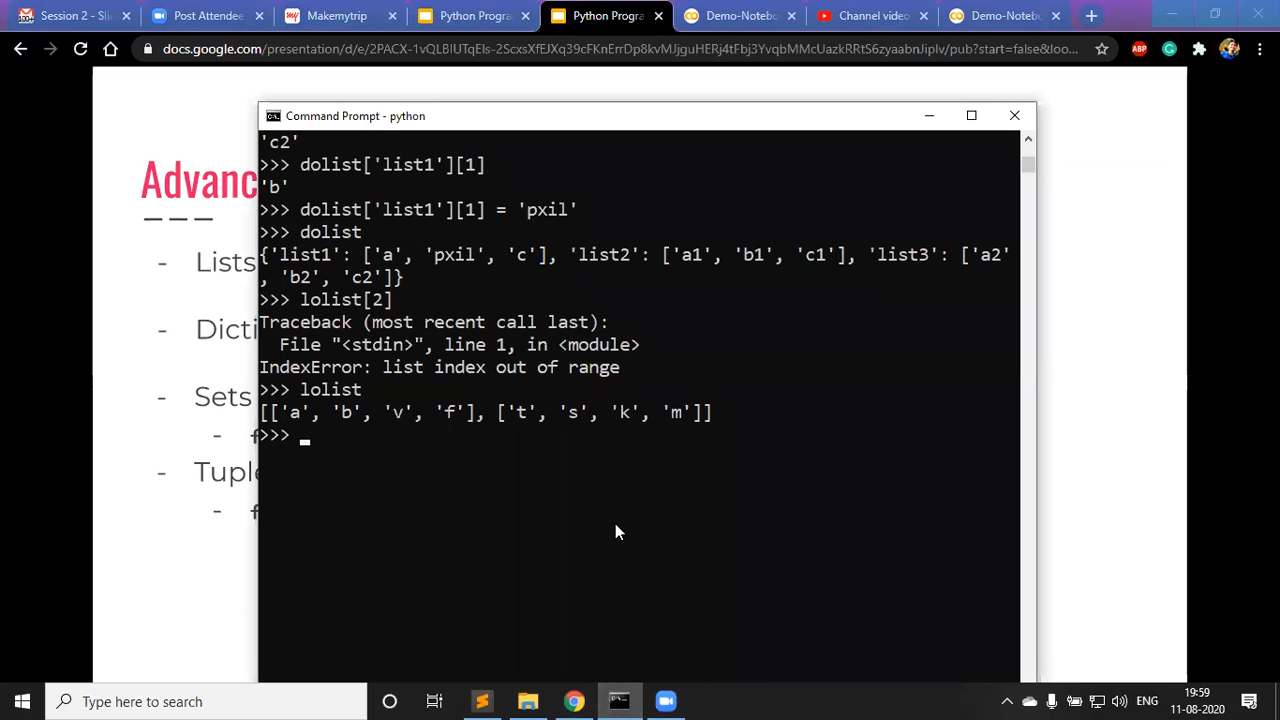 Session 2 - Sli
Post Attendee
Makemytrip
Python Progra
Python Progra
Demo-Noteb
Channel video
Demo-Noteb
docs.google.com/presentation/d/e/2PACX-1vQLBlUTqEls-2ScxsXfEJXq39cFKnErrDp8kvMJjguHERj4tFbj3YvqbMMcUazkRRtS6zyaabnJiplv/pub?start=false&loo...
Command Prompt - python
'c2'
>>> dolist['list1'][1]
'b'
>>> dolist['list1'][1] = 'pxil'
>>> dolist
{'list1': ['a', 'pxil', 'c'], 'list2': ['a1', 'b1', 'c1'], 'list3': ['a2'
, 'b2', 'c2']}
>>> lolist[2]
Traceback (most recent call last):
  File "<stdin>", line 1, in <module>
IndexError: list index out of range
>>> lolist
[['a', 'b', 'v', 'f'], ['t', 's', 'k', 'm']]
>>>
Advanc
- Lists
- Dicti
- Sets
- Tuple
Type here to search
ENG
19:59
11-08-2020